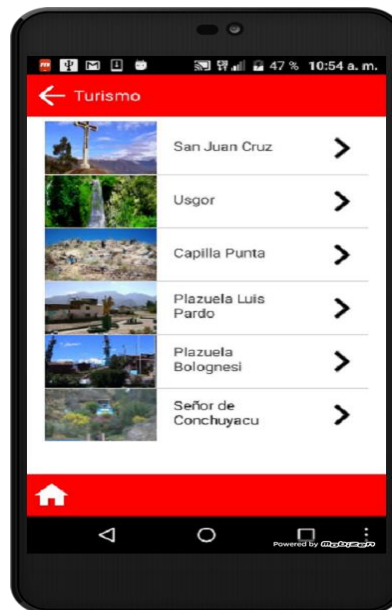 47 % 10:54 a. m.
Turismo
San Juan Cruz
Usgor
Capilla Punta
Plazuela Luis
Pardo
Plazuela
Bolognesi
Señor de
Conchuyacu
Powered by Mobizen